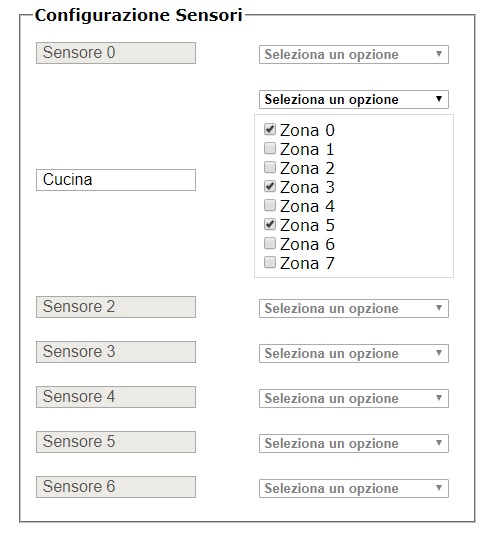 Configurazione Sensori
Sensore 0
Seleziona un opzione
Seleziona un opzione
Cucina
Zona 0
Zona 1
Zona 2
Zona 3
Zona 4
Zona 5
Zona 6
Zona 7
Sensore 2
Seleziona un opzione
Sensore 3
Seleziona un opzione
Sensore 4
Seleziona un opzione
Sensore 5
Seleziona un opzione
Sensore 6
Seleziona un opzione